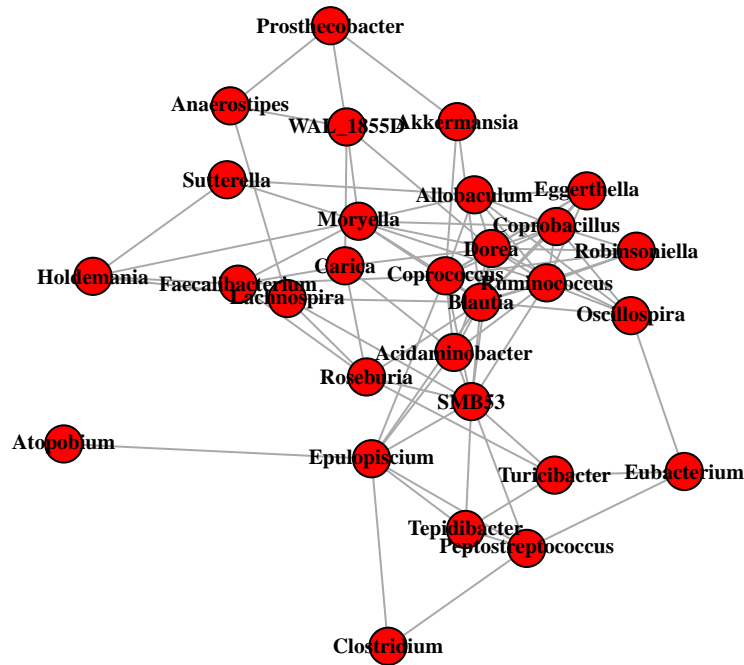 Prosthecobacter
Anaerostipes
WAL_1855D
Akkermansia
Sutterella
Allobaculum
Eggerthella
Moryella
Coprobacillus
Dorea
Robinsoniella
Carica
Holdemania
Faecalibacterium
Coprococcus
Ruminococcus
Lachnospira
Blautia
Oscillospira
Acidaminobacter
Roseburia
SMB53
Atopobium
Epulopiscium
Turicibacter
Eubacterium
Tepidibacter
Peptostreptococcus
Clostridium